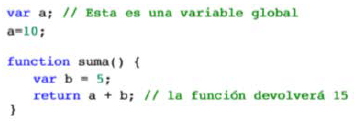 var a; // Esta es una variable global
a=10;
function suma() {
var b = 5;
return a + b; // la función devolverá 15
}